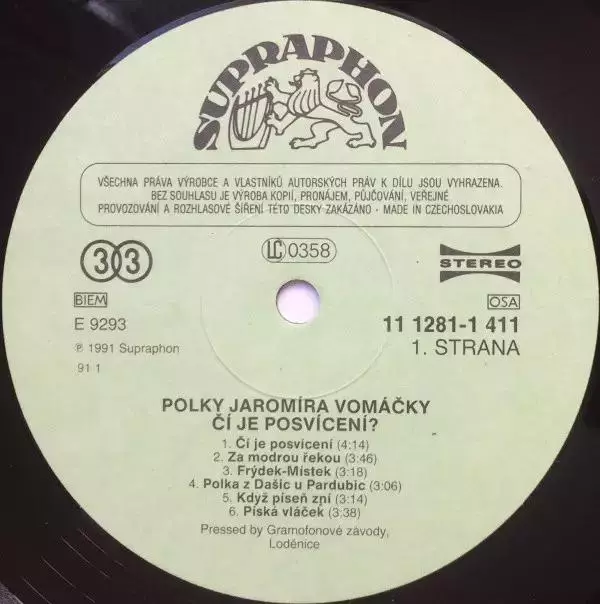 SUPRAPHON
VŠECHNA PRÁVA VÝROBCE A VLASTNÍKŮ AUTORSKÝCH PRÁV K DÍLU JSOU VYHRAZENA.
BEZ SOUHLASU JE VÝROBA KOPIÍ, PRONÁJEM, PŮJČOVÁNÍ, VEŘEJNÉ
PROVOZOVÁNÍ A ROZHLASOVÉ ŠÍŘENÍ TÉTO DESKY ZAKÁZÁNO · MADE IN CZECHOSLOVAKIA
33 LC 0358 STEREO
BIEM OSA
E 9293 11 1281-1 411
℗ 1991 Supraphon 1. STRANA
91 1
POLKY JAROMÍRA VOMÁČKY
ČÍ JE POSVÍCENÍ?
1. Čí je posvícení (4:14)
2. Za modrou řekou (3:46)
3. Frýdek-Místek (3:18)
4. Polka z Dašic u Pardubic (3:06)
5. Když píseň zní (3:14)
6. Píská vláček (3:38)
Pressed by Gramofonové závody,
Loděnice